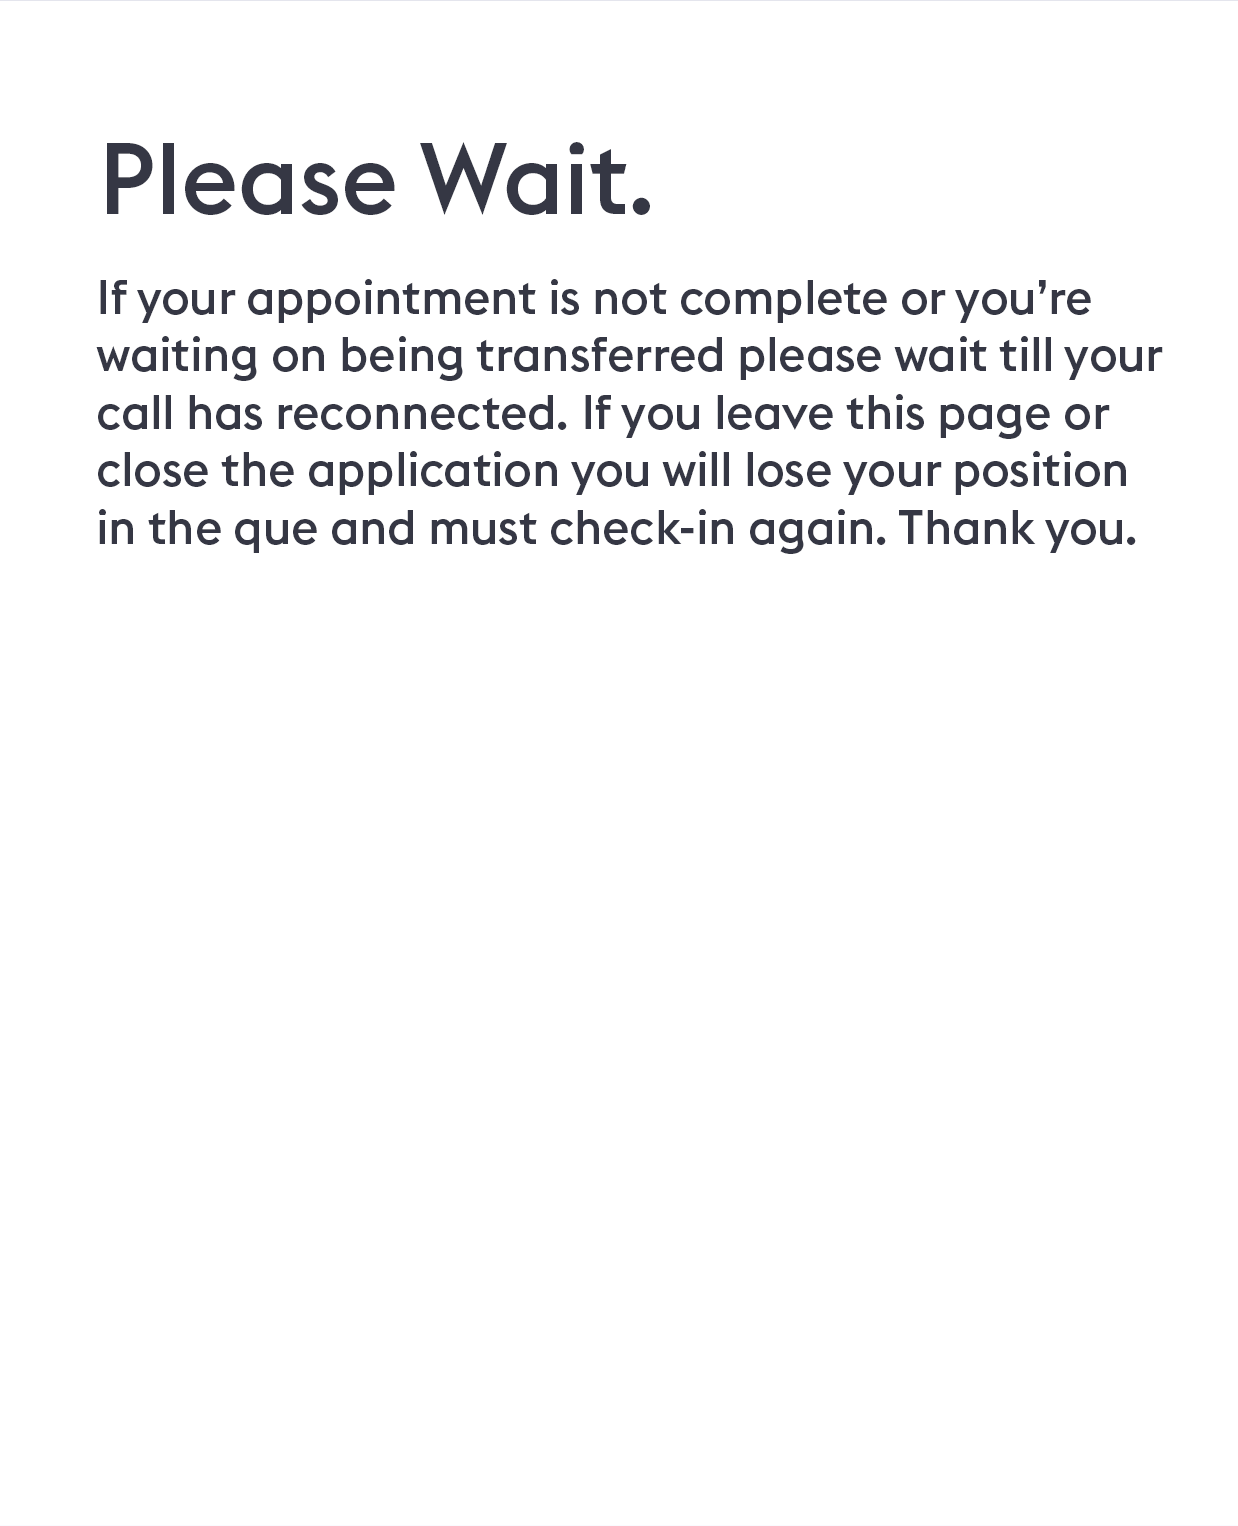 Please Wait.
If your appointment is not complete or you’re
waiting on being transferred please wait till your
call has reconnected. If you leave this page or
close the application you will lose your position
in the que and must check-in again. Thank you.